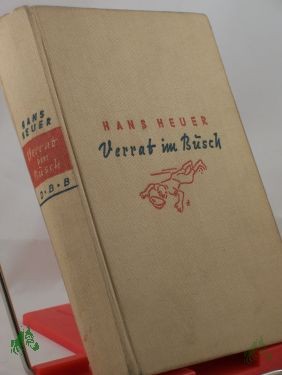 HANS
HEUER
Verrat
im
Busch
J·B·B
HANS HEUER
Verrat im Busch